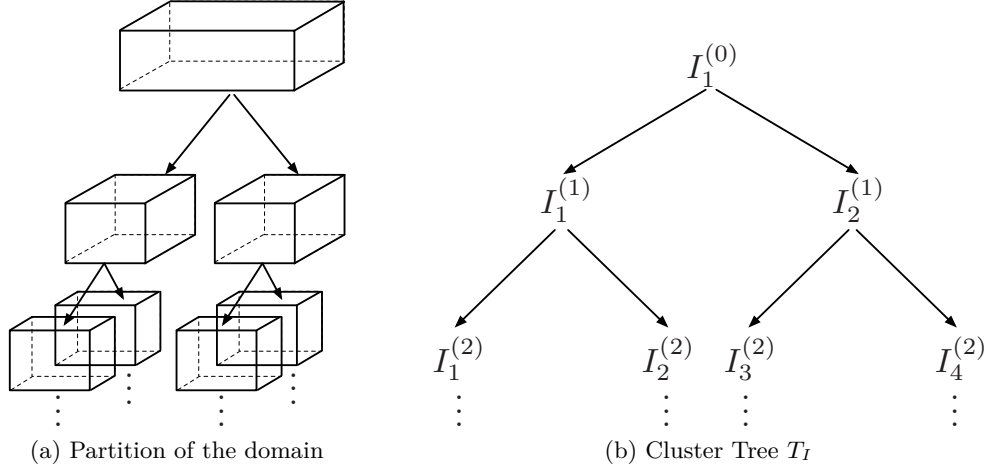 I_1^{(0)}
I_1^{(1)} I_2^{(1)}
I_1^{(2)} I_2^{(2)} I_3^{(2)} I_4^{(2)}
(a) Partition of the domain
(b) Cluster Tree T_I